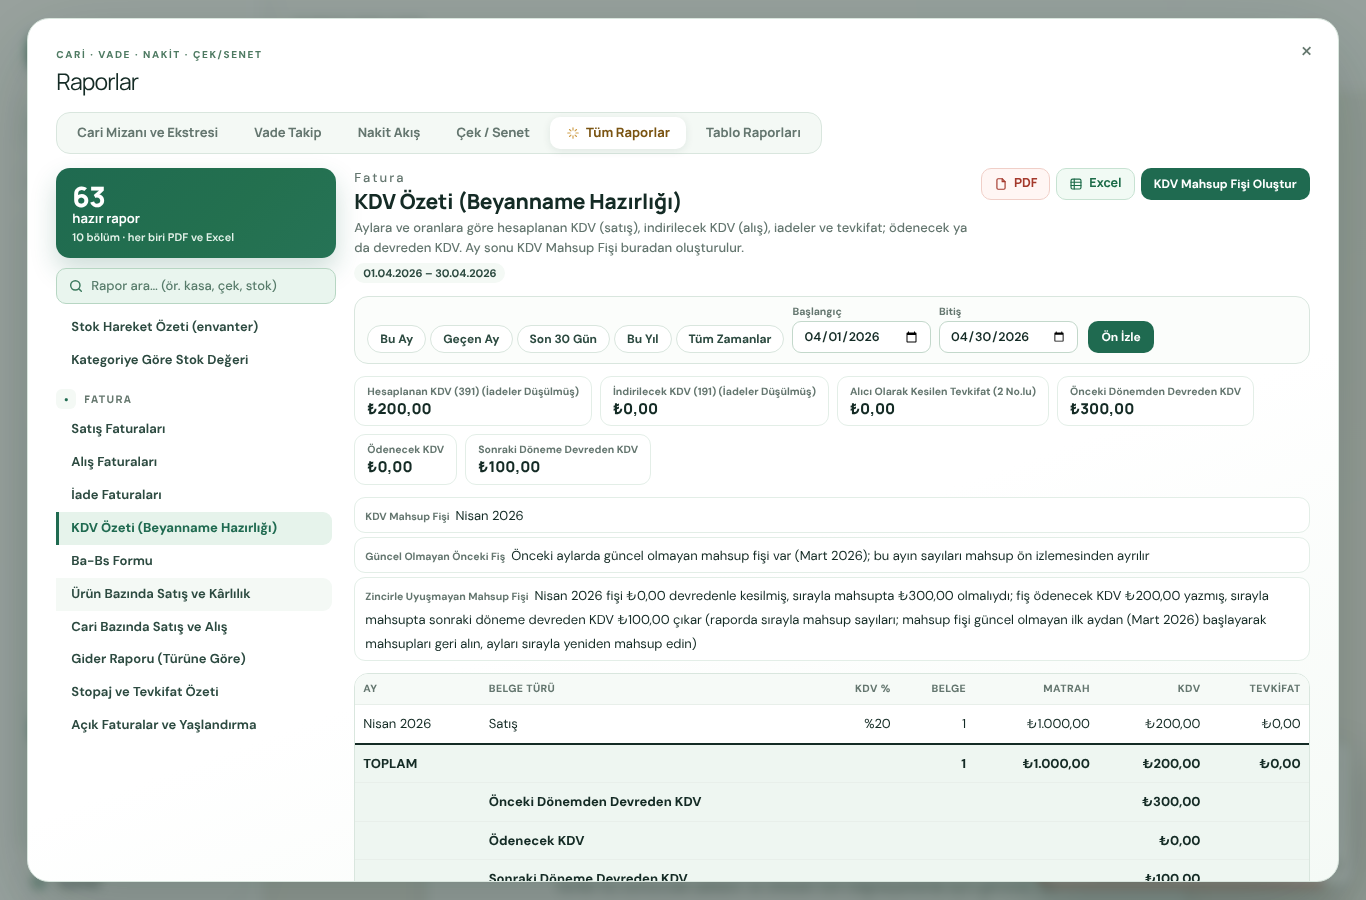 CARİ · VADE · NAKİT · ÇEK/SENET
Raporlar
×
Cari Mizanı ve Ekstresi
Vade Takip
Nakit Akış
Çek / Senet
Tüm Raporlar
Tablo Raporları
63
hazır rapor
10 bölüm · her biri PDF ve Excel
Rapor ara... (ör. kasa, çek, stok)
Stok Hareket Özeti (envanter)
Kategoriye Göre Stok Değeri
FATURA
Satış Faturaları
Alış Faturaları
İade Faturaları
KDV Özeti (Beyanname Hazırlığı)
Ba-Bs Formu
Ürün Bazında Satış ve Kârlılık
Cari Bazında Satış ve Alış
Gider Raporu (Türüne Göre)
Stopaj ve Tevkifat Özeti
Açık Faturalar ve Yaşlandırma
Fatura
KDV Özeti (Beyanname Hazırlığı)
Aylara ve oranlara göre hesaplanan KDV (satış), indirilecek KDV (alış), iadeler ve tevkifat; ödenecek ya
da devreden KDV. Ay sonu KDV Mahsup Fişi buradan oluşturulur.
01.04.2026 – 30.04.2026
PDF
Excel
KDV Mahsup Fişi Oluştur
Bu Ay
Geçen Ay
Son 30 Gün
Bu Yıl
Tüm Zamanlar
Başlangıç
04/01/2026
Bitiş
04/30/2026
Ön İzle
Hesaplanan KDV (391) (İadeler Düşülmüş)
₺200,00
İndirilecek KDV (191) (İadeler Düşülmüş)
₺0,00
Alıcı Olarak Kesilen Tevkifat (2 No.lu)
₺0,00
Önceki Dönemden Devreden KDV
₺300,00
Ödenecek KDV
₺0,00
Sonraki Döneme Devreden KDV
₺100,00
KDV Mahsup Fişi Nisan 2026
Güncel Olmayan Önceki Fiş Önceki aylarda güncel olmayan mahsup fişi var (Mart 2026); bu ayın sayıları mahsup ön izlemesinden ayrılır
Zincirle Uyuşmayan Mahsup Fişi Nisan 2026 fişi ₺0,00 devredenle kesilmiş, sırayla mahsupta ₺300,00 olmalıydı; fiş ödenecek KDV ₺200,00 yazmış, sırayla
mahsupta sonraki döneme devreden KDV ₺100,00 çıkar (raporda sırayla mahsup sayıları; mahsup fişi güncel olmayan ilk aydan (Mart 2026) başlayarak
mahsupları geri alın, ayları sırayla yeniden mahsup edin)
AY BELGE TÜRÜ KDV % BELGE MATRAH KDV TEVKİFAT
Nisan 2026 Satış %20 1 ₺1.000,00 ₺200,00 ₺0,00
TOPLAM 1 ₺1.000,00 ₺200,00 ₺0,00
Önceki Dönemden Devreden KDV ₺300,00
Ödenecek KDV ₺0,00
Sonraki Döneme Devreden KDV ₺100,00